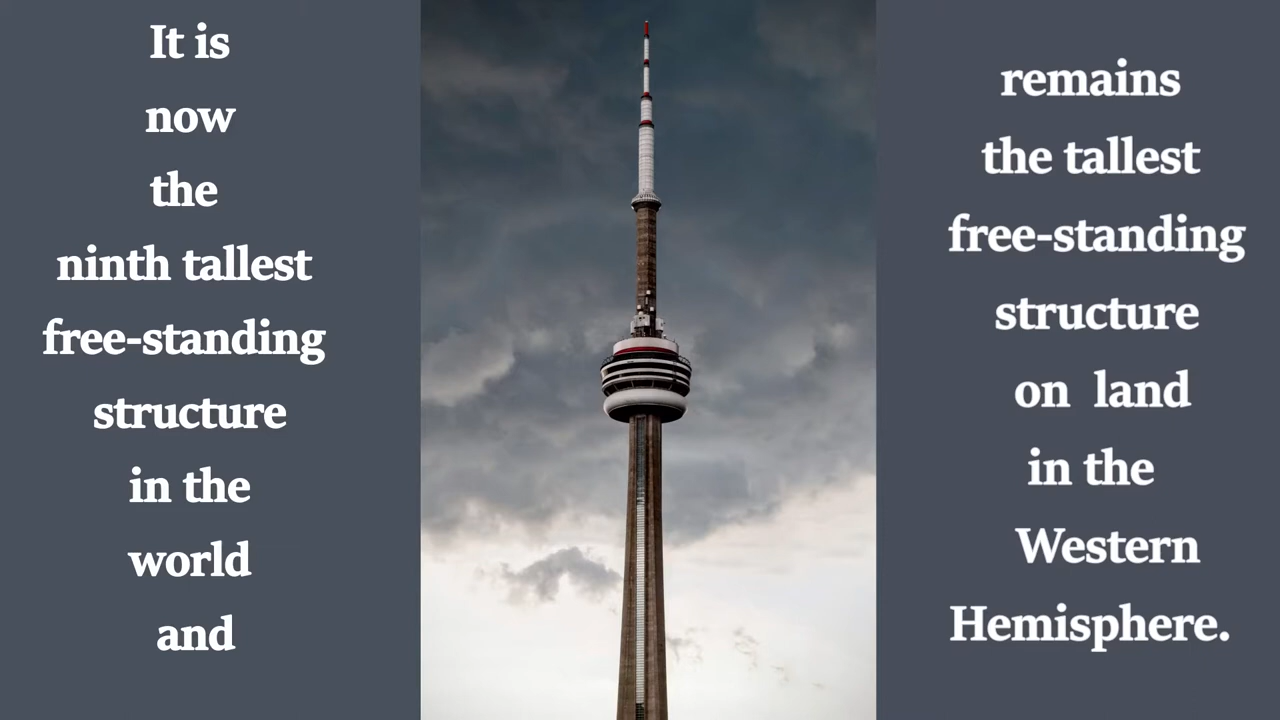 It is
now
the
ninth tallest
free-standing
structure
in the
world
and
remains
the tallest
free-standing
structure
on land
in the
Western
Hemisphere.